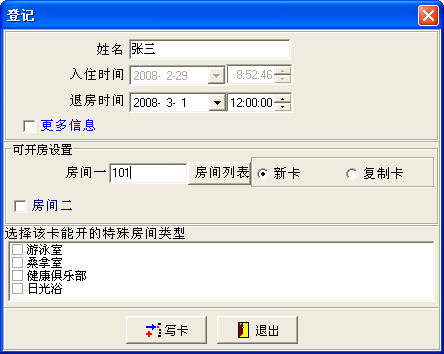 登记
姓名 张三
入住时间 2008- 2-29 8:52:46
退房时间 2008- 3- 1 12:00:00
更多信息
可开房设置
房间一 101 房间列表 新卡 复制卡
房间二
选择该卡能开的特殊房间类型
游泳室
桑拿室
健康俱乐部
日光浴
写卡 退出